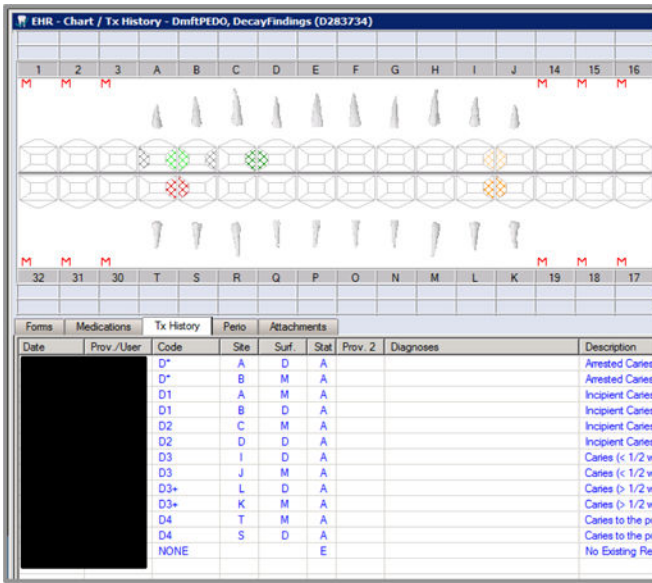 EHR - Chart / Tx History - DmftPEDO, DecayFindings (D283734)
1 2 3 A B C D E F G H I J 14 15 16
M M M M M M
M M M M M M
32 31 30 T S R Q P O N M L K 19 18 17
Forms Medications Tx History Perio Attachments
Date Prov./User Code Site Surf. Stat Prov. 2 Diagnoses Description
D* A D A Arrested Caries
D* B M A Arrested Caries
D1 A M A Incipient Caries
D1 B D A Incipient Caries
D2 C M A Incipient Caries
D2 D D A Incipient Caries
D3 I D A Caries (< 1/2 w
D3 J M A Caries (< 1/2 w
D3+ L D A Caries (> 1/2 w
D3+ K M A Caries (> 1/2 w
D4 T M A Caries to the p
D4 S D A Caries to the p
NONE E No Existing Re